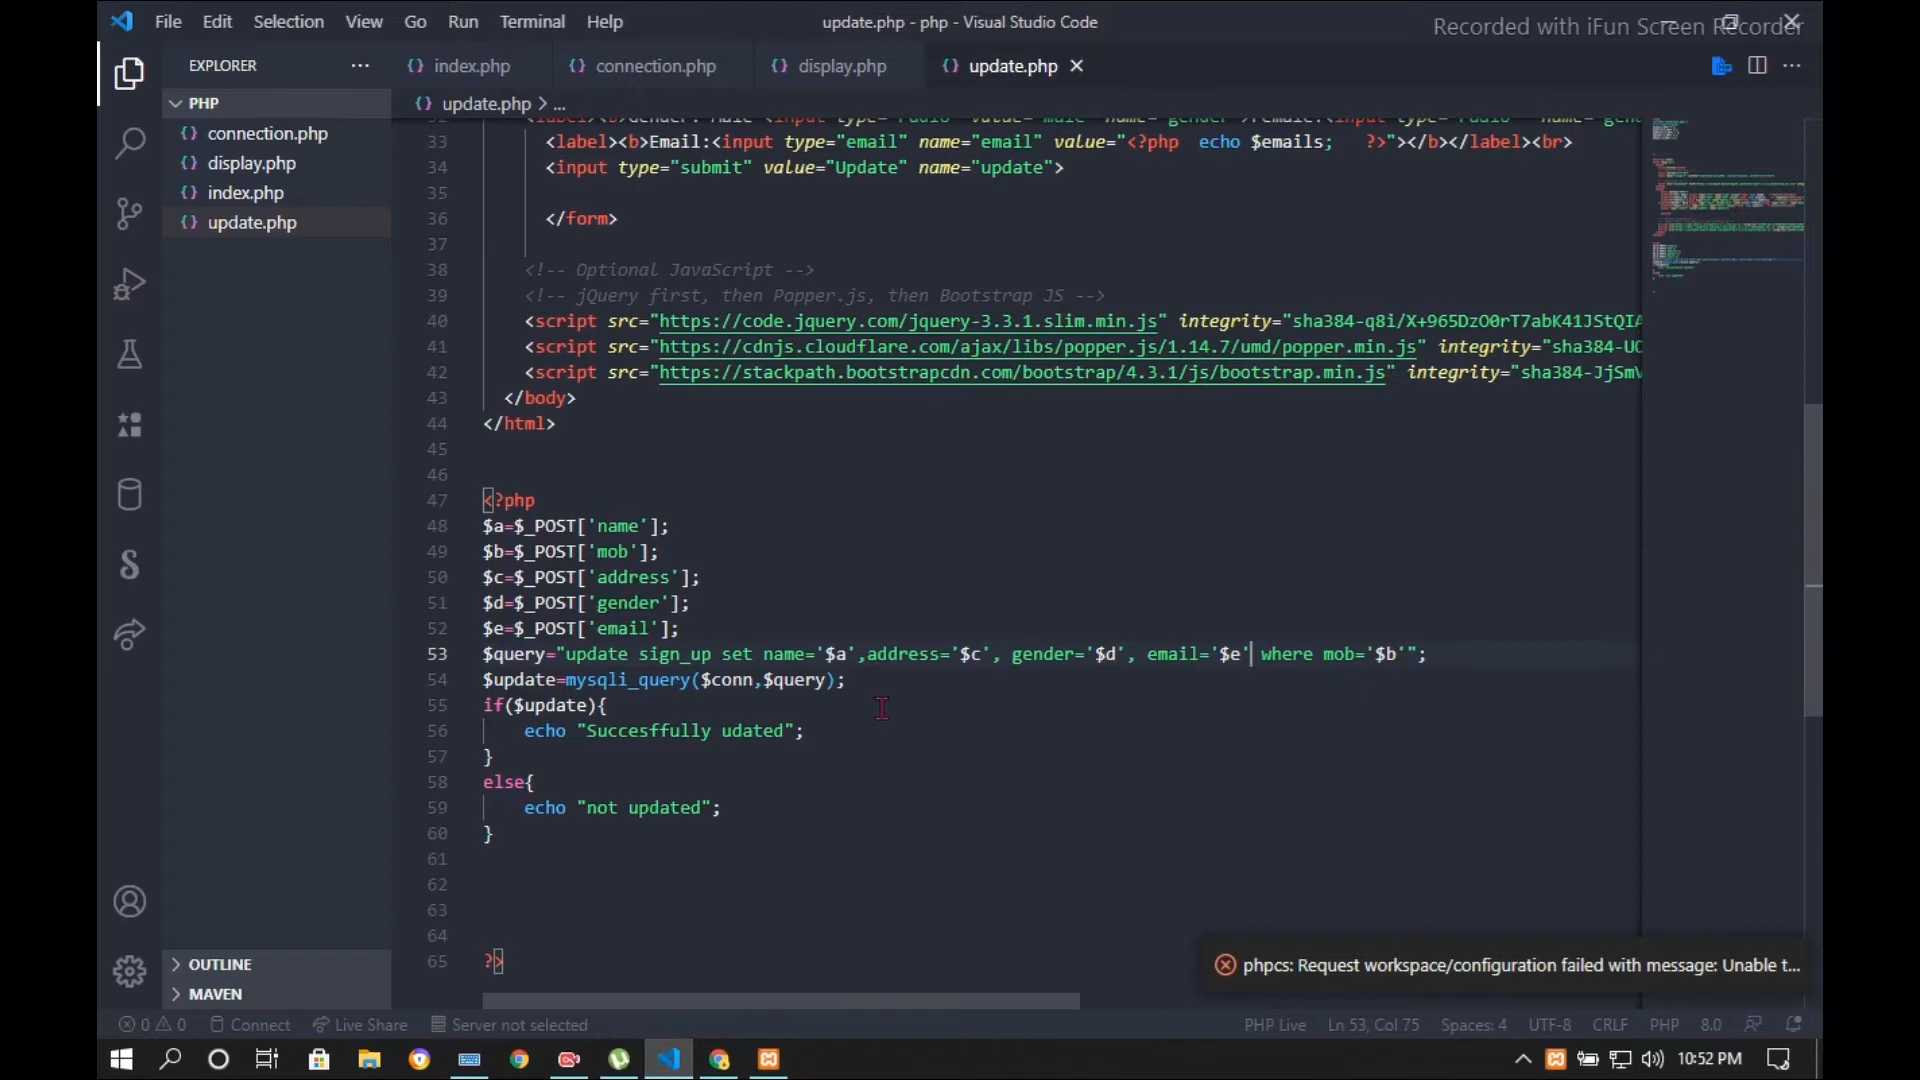 File Edit Selection View Go Run Terminal Help
update.php - php - Visual Studio Code
Recorded with iFun Screen Recorder
EXPLORER
index.php
connection.php
display.php
update.php
PHP
connection.php
display.php
index.php
update.php
update.php > ...
33 <label><b>Email:<input type="email" name="email" value="<?php echo $emails; ?>"></b></label><br>
34 <input type="submit" value="Update" name="update">
35
36 </form>
37
38 <!-- Optional JavaScript -->
39 <!-- jQuery first, then Popper.js, then Bootstrap JS -->
40 <script src="https://code.jquery.com/jquery-3.3.1.slim.min.js" integrity="sha384-q8i/X+965DzO0rT7abK41JStQIA
41 <script src="https://cdnjs.cloudflare.com/ajax/libs/popper.js/1.14.7/umd/popper.min.js" integrity="sha384-UO
42 <script src="https://stackpath.bootstrapcdn.com/bootstrap/4.3.1/js/bootstrap.min.js" integrity="sha384-JjSmV
43 </body>
44 </html>
45
46
47 <?php
48 $a=$_POST['name'];
49 $b=$_POST['mob'];
50 $c=$_POST['address'];
51 $d=$_POST['gender'];
52 $e=$_POST['email'];
53 $query="update sign_up set name='$a',address='$c', gender='$d', email='$e' where mob='$b'";
54 $update=mysqli_query($conn,$query);
55 if($update){
56 echo "Succesffully udated";
57 }
58 else{
59 echo "not updated";
60 }
61
62
63
64
65 ?>
OUTLINE
MAVEN
phpcs: Request workspace/configuration failed with message: Unable t...
0 0 Connect Live Share Server not selected
PHP Live Ln 53, Col 75 Spaces: 4 UTF-8 CRLF PHP 8.0
10:52 PM